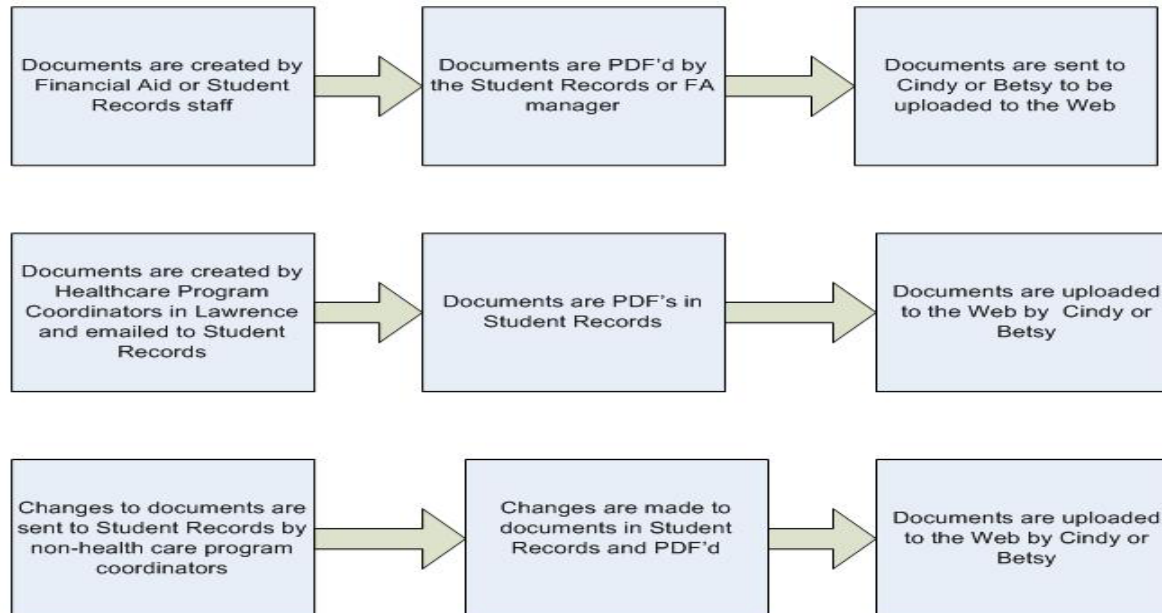 Documents are created by
Financial Aid or Student
Records staff
Documents are PDF'd by
the Student Records or FA
manager
Documents are sent to
Cindy or Betsy to be
uploaded to the Web
Documents are created by
Healthcare Program
Coordinators in Lawrence
and emailed to Student
Records
Documents are PDF's in
Student Records
Documents are uploaded
to the Web by Cindy or
Betsy
Changes to documents are
sent to Student Records by
non-health care program
coordinators
Changes are made to
documents in Student
Records and PDF'd
Documents are uploaded
to the Web by Cindy or
Betsy